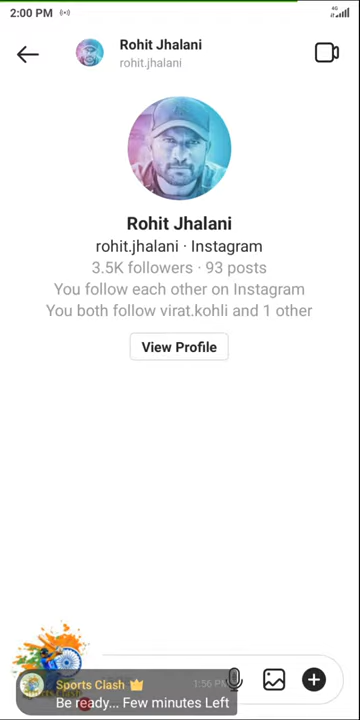 2:00 PM
4G
Rohit Jhalani
rohit.jhalani
Rohit Jhalani
rohit.jhalani · Instagram
3.5K followers · 93 posts
You follow each other on Instagram
You both follow virat.kohli and 1 other
View Profile
Sports Clash
1:56 PM
Be ready... Few minutes Left